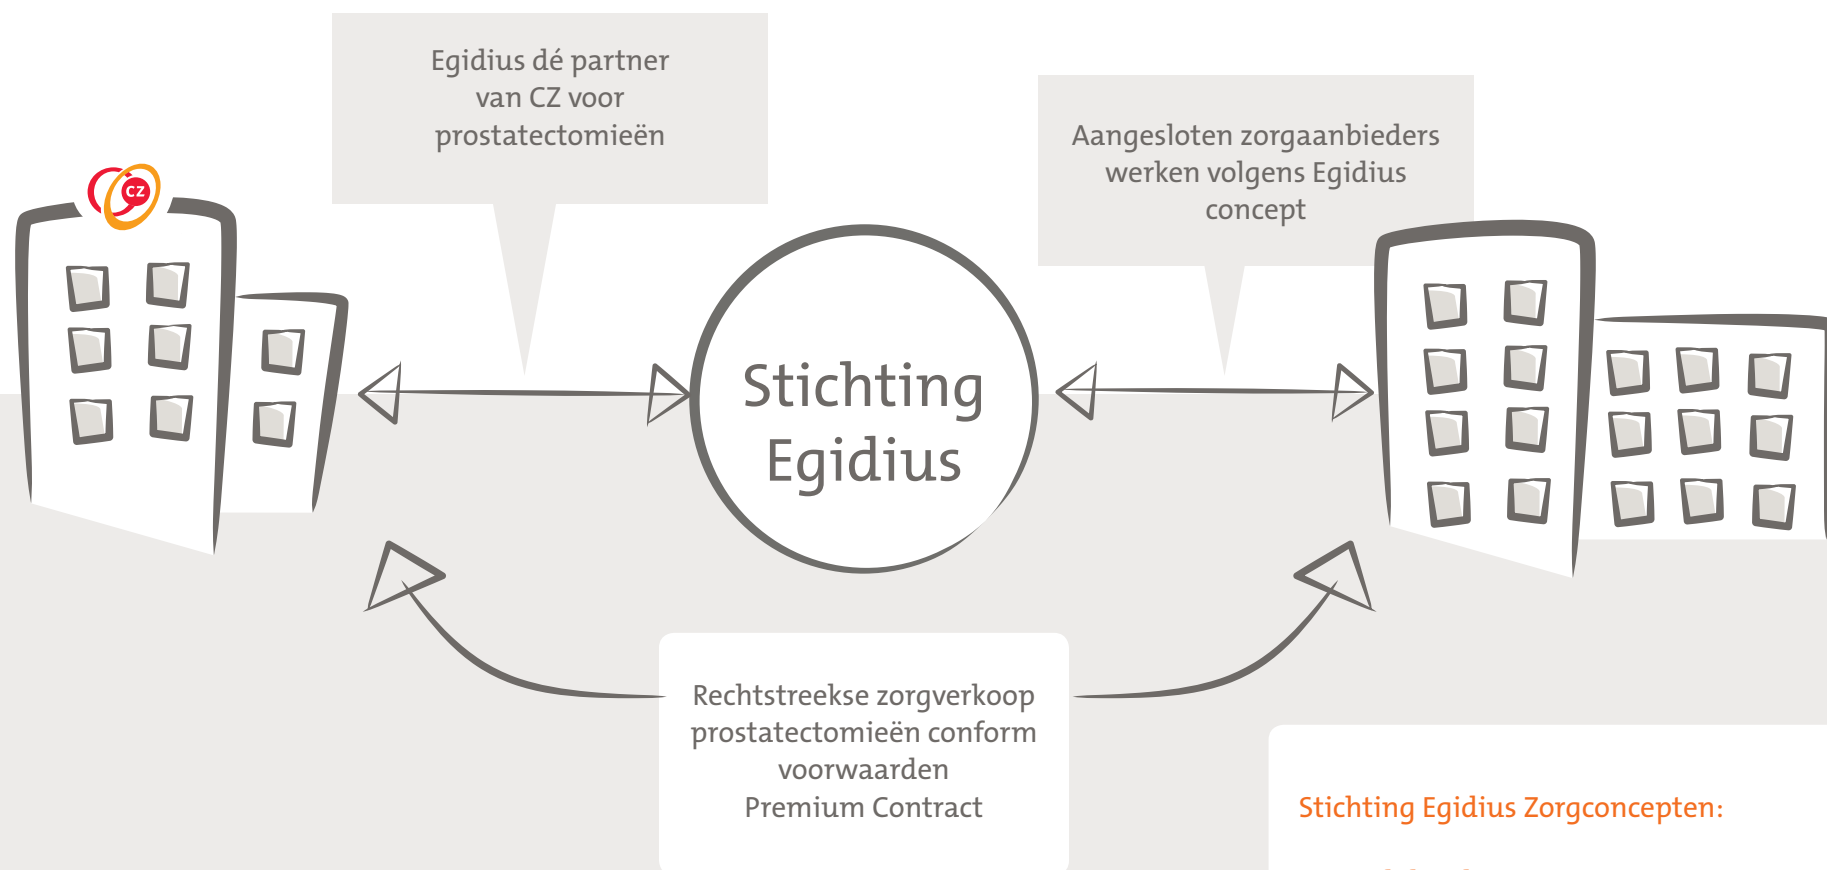 Egidius dé partner
van CZ voor
prostatectomieën
Aangesloten zorgaanbieders
werken volgens Egidius
concept
CZ
Stichting
Egidius
Rechtstreekse zorgverkoop
prostatectomieën conform
voorwaarden
Premium Contract
Stichting Egidius Zorgconcepten: